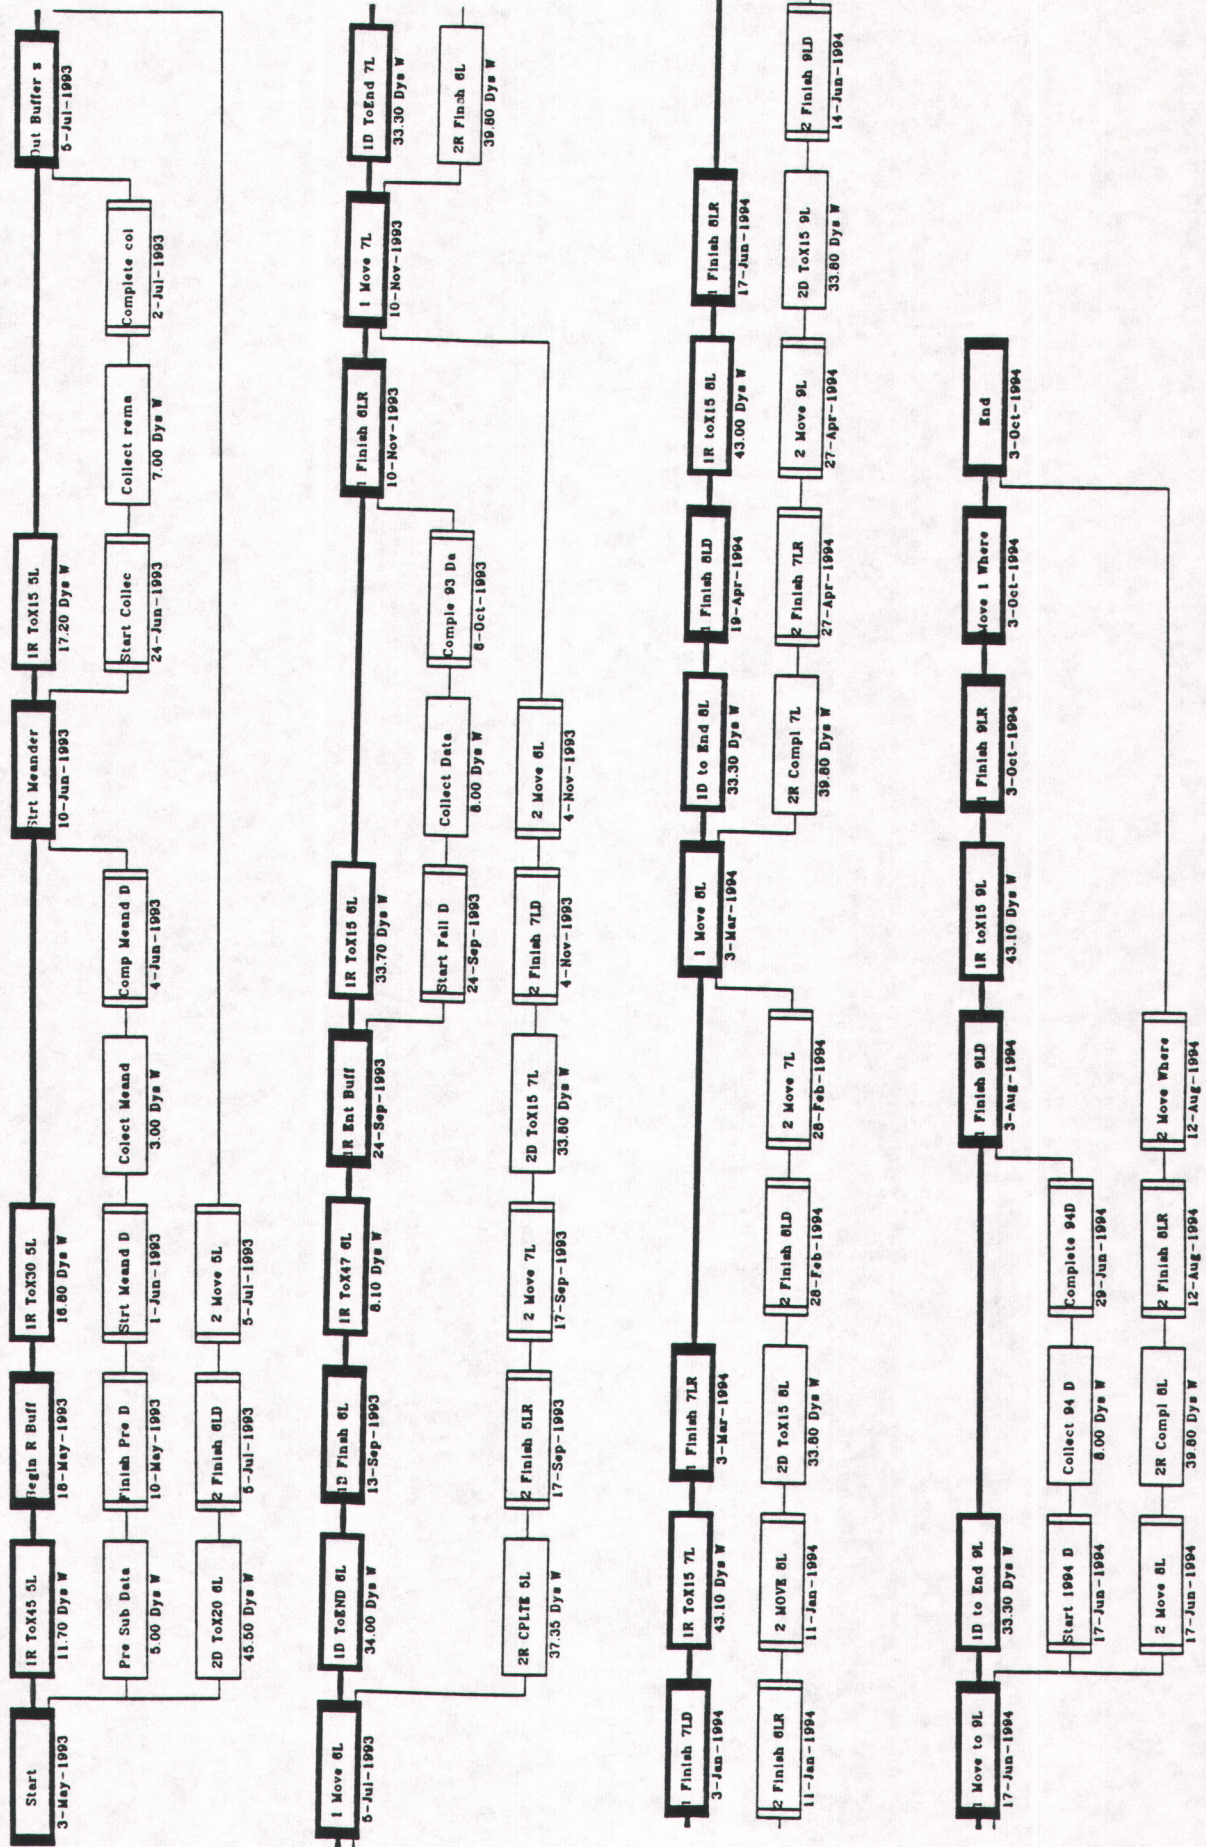 Start
3-May-1993
1R ToX45 5L
11.70 Dys W
Begin R Buff
18-May-1993
1R ToX30 5L
16.80 Dys W
Strt Meander
10-Jun-1993
1R ToX15 5L
17.20 Dys W
Out Buffer s
5-Jul-1993
Pre Sub Data
5.00 Dys W
Finish Pre D
10-May-1993
Strt Meand D
1-Jun-1993
Colect Meand
3.00 Dys W
Comp Meand D
4-Jun-1993
Start Collec
24-Jun-1993
Collect rema
7.00 Dys W
Complete col
2-Jul-1993
2D ToX20 6L
45.50 Dys W
2 Finish 6LD
5-Jul-1993
2 Move 5L
5-Jul-1993
1 Move 6L
5-Jul-1993
1D ToEND 6L
34.00 Dys W
1D Finsh 6L
13-Sep-1993
1R ToX47 6L
8.10 Dys W
1R Ent Buff
24-Sep-1993
1R ToX15 6L
33.70 Dys W
1 Finish 6LR
10-Nov-1993
1 Move 7L
10-Nov-1993
1D ToEnd 7L
33.30 Dys W
Start Fall D
24-Sep-1993
Collect Data
8.00 Dys W
Comple 93 Da
6-Oct-1993
2R Finsh 6L
39.80 Dys W
2R CPLTE 5L
37.35 Dys W
2 Finish 5LR
17-Sep-1993
2 Move 7L
17-Sep-1993
2D ToX15 7L
33.80 Dys W
2 Finish 7LD
4-Nov-1993
2 Move 6L
4-Nov-1993
1 Finish 7LD
3-Jan-1994
1R ToX15 7L
43.10 Dys W
1 Finish 7LR
3-Mar-1994
1 Move 8L
3-Mar-1994
1D to End 8L
33.30 Dys W
1 Finish 8LD
19-Apr-1994
1R toX15 8L
43.00 Dys W
1 Finish 8LR
17-Jun-1994
2 Finish 6LR
11-Jan-1994
2 MOVE 8L
11-Jan-1994
2D ToX15 8L
33.80 Dys W
2 Finish 8LD
28-Feb-1994
2 Move 7L
28-Feb-1994
2R Compl 7L
39.80 Dys W
2 Finish 7LR
27-Apr-1994
2 Move 9L
27-Apr-1994
2D ToX15 9L
33.80 Dys W
2 Finish 9LD
14-Jun-1994
1 Move to 9L
17-Jun-1994
1D to End 9L
33.30 Dys W
1 Finish 9LD
3-Aug-1994
1R toX15 9L
43.10 Dys W
1 Finish 9LR
3-Oct-1994
Move 1 Where
3-Oct-1994
End
3-Oct-1994
Start 1994 D
17-Jun-1994
Collect 94 D
8.00 Dys W
Complete 94D
29-Jun-1994
2 Move 8L
17-Jun-1994
2R Compl 8L
39.80 Dys W
2 Finish 8LR
12-Aug-1994
2 Move Where
12-Aug-1994